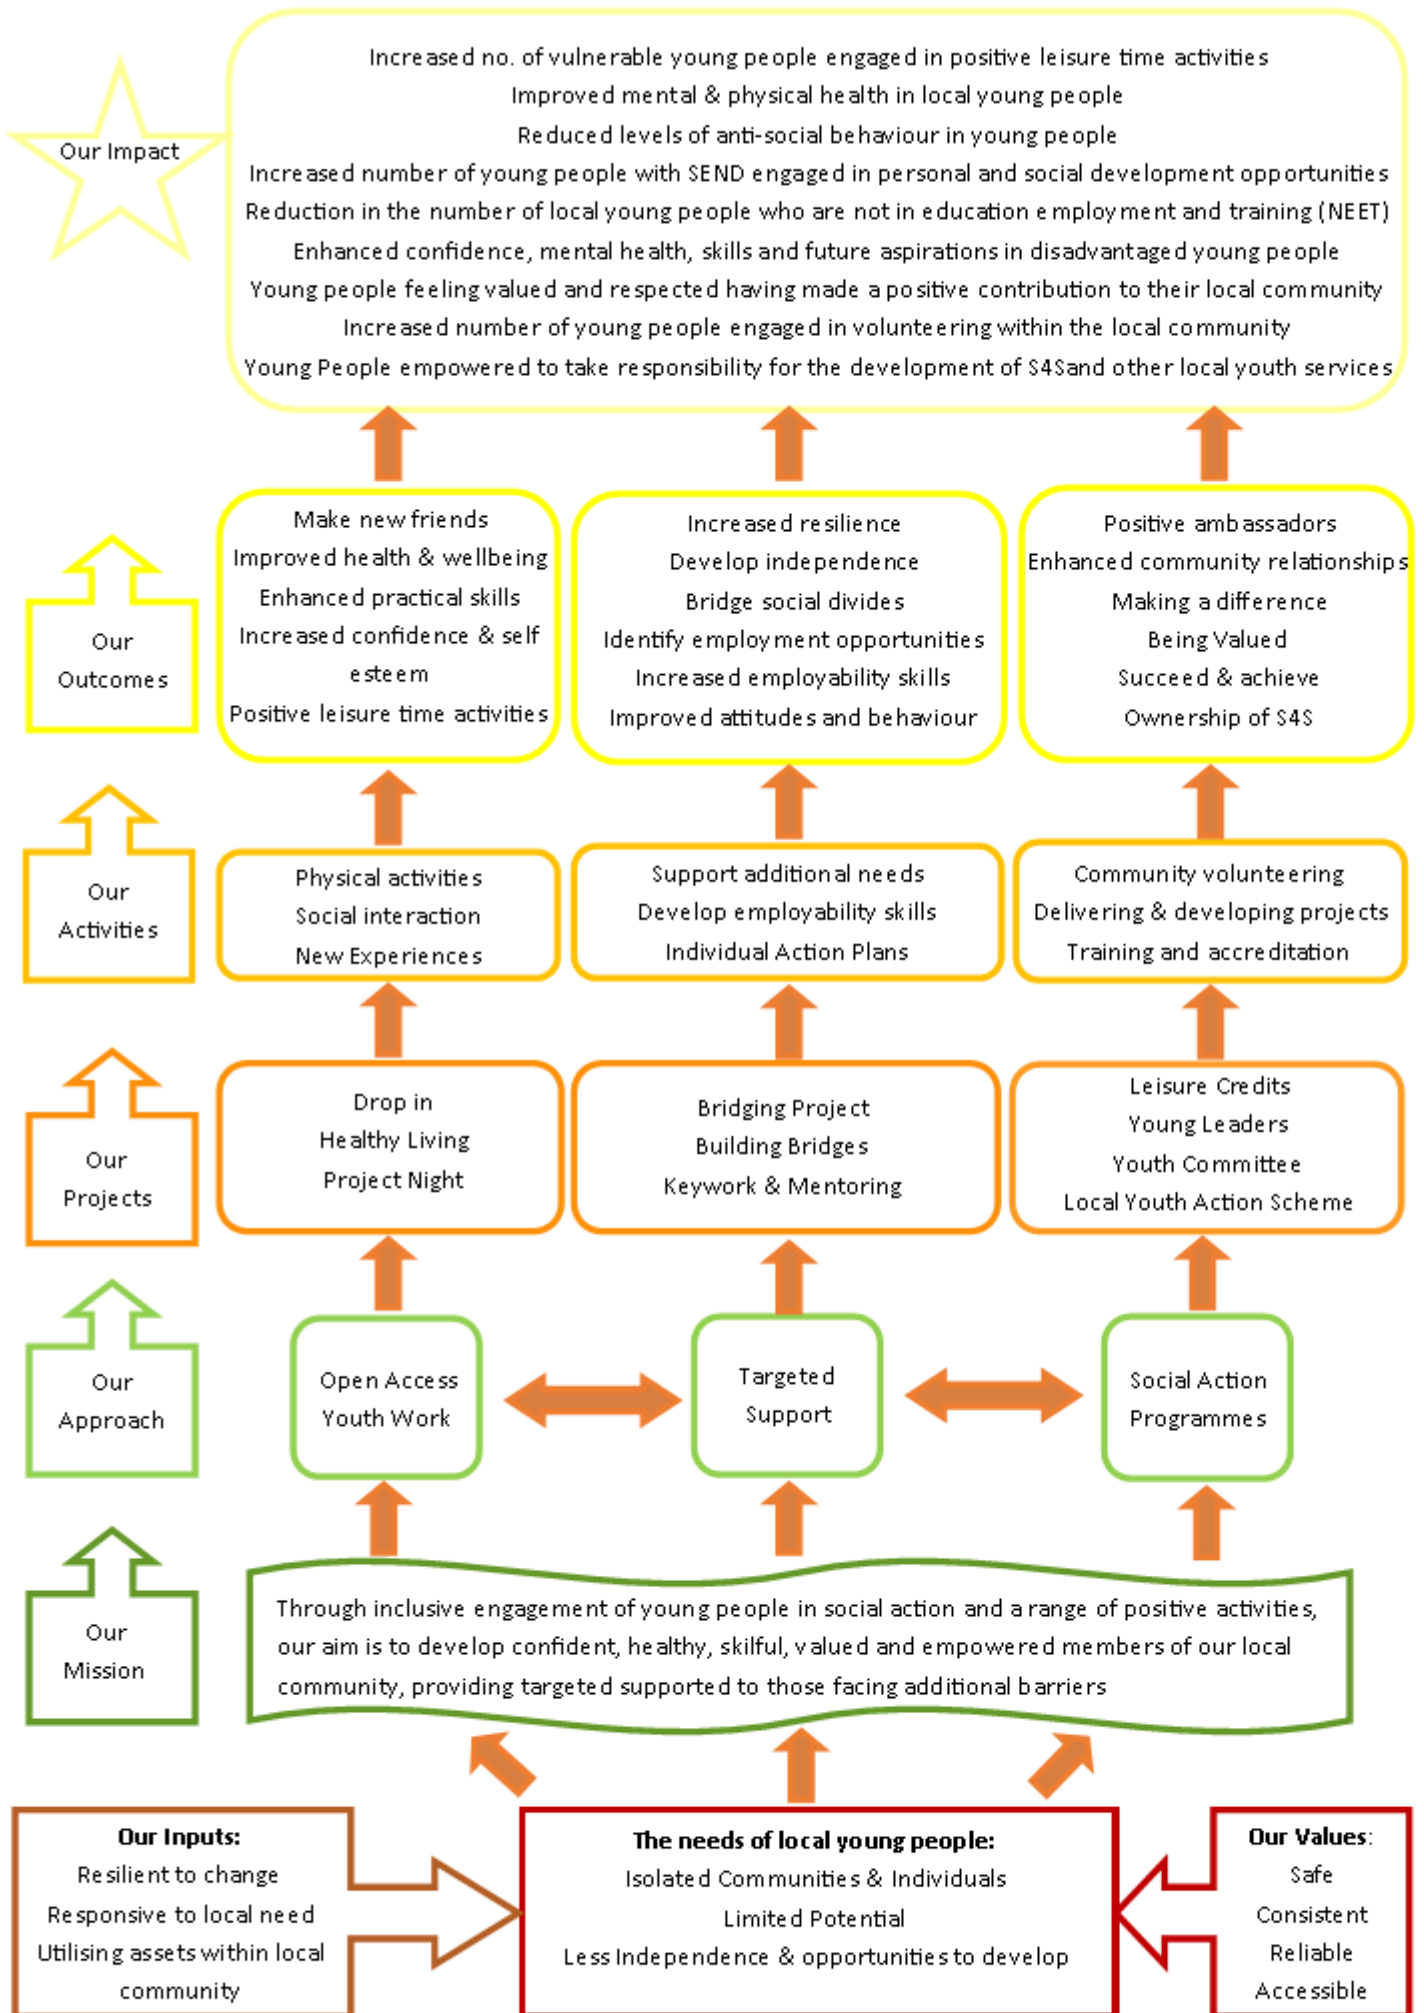 Our Impact
Increased no. of vulnerable young people engaged in positive leisure time activities
Improved mental & physical health in local young people
Reduced levels of anti-social behaviour in young people
Increased number of young people with SEND engaged in personal and social development opportunities
Reduction in the number of local young people who are not in education employment and training (NEET)
Enhanced confidence, mental health, skills and future aspirations in disadvantaged young people
Young people feeling valued and respected having made a positive contribution to their local community
Increased number of young people engaged in volunteering within the local community
Young People empowered to take responsibility for the development of S4Sand other local youth services
Our
Outcomes
Make new friends
Improved health & wellbeing
Enhanced practical skills
Increased confidence & self
esteem
Positive leisure time activities
Increased resilience
Develop independence
Bridge social divides
Identify employment opportunities
Increased employability skills
Improved attitudes and behaviour
Positive ambassadors
Enhanced community relationships
Making a difference
Being Valued
Succeed & achieve
Ownership of S4S
Our
Activities
Physical activities
Social interaction
New Experiences
Support additional needs
Develop employability skills
Individual Action Plans
Community volunteering
Delivering & developing projects
Training and accreditation
Our
Projects
Drop in
Healthy Living
Project Night
Bridging Project
Building Bridges
Keywork & Mentoring
Leisure Credits
Young Leaders
Youth Committee
Local Youth Action Scheme
Our
Approach
Open Access
Youth Work
Targeted
Support
Social Action
Programmes
Our
Mission
Through inclusive engagement of young people in social action and a range of positive activities,
our aim is to develop confident, healthy, skilful, valued and empowered members of our local
community, providing targeted supported to those facing additional barriers
Our Inputs:
Resilient to change
Responsive to local need
Utilising assets within local
community
The needs of local young people:
Isolated Communities & Individuals
Limited Potential
Less Independence & opportunities to develop
Our Values:
Safe
Consistent
Reliable
Accessible